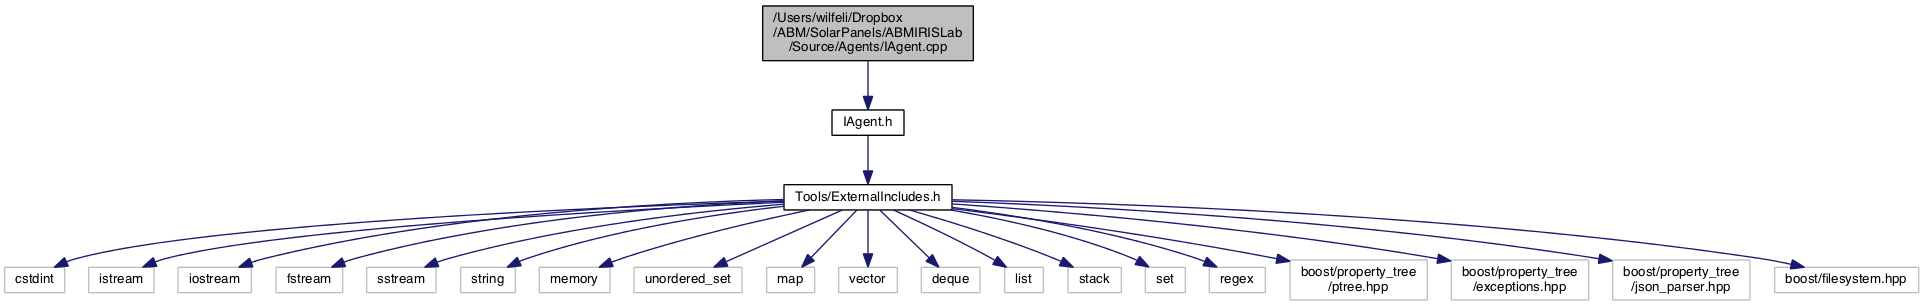 /Users/wilfeli/Dropbox
/ABM/SolarPanels/ABMIRISLab
/Source/Agents/IAgent.cpp
IAgent.h
Tools/ExternalIncludes.h
cstdint
istream
iostream
fstream
sstream
string
memory
unordered_set
map
vector
deque
list
stack
set
regex
boost/property_tree
/ptree.hpp
boost/property_tree
/exceptions.hpp
boost/property_tree
/json_parser.hpp
boost/filesystem.hpp